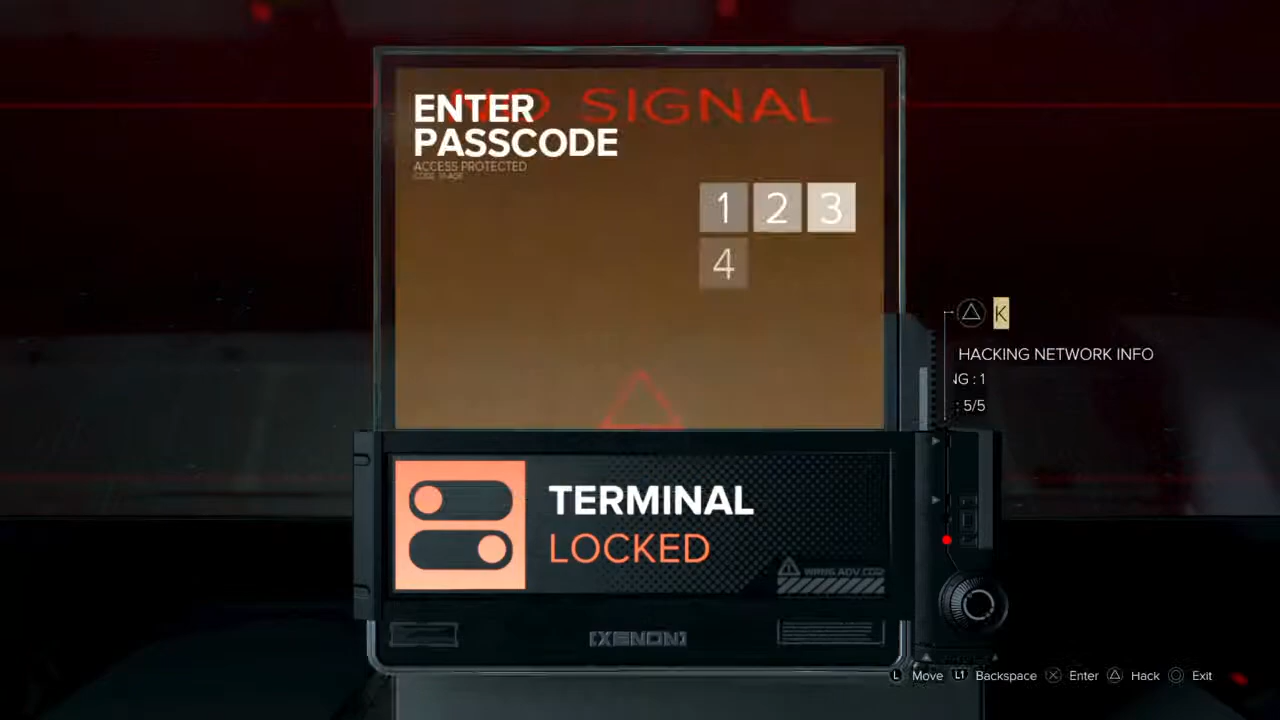 NO SIGNAL
ENTER
PASSCODE
ACCESS PROTECTED
1 2 3
4
K
HACKING NETWORK INFO
NG : 1
: 5/5
TERMINAL
LOCKED
[XENON]
L Move L1 Backspace Enter Hack Exit